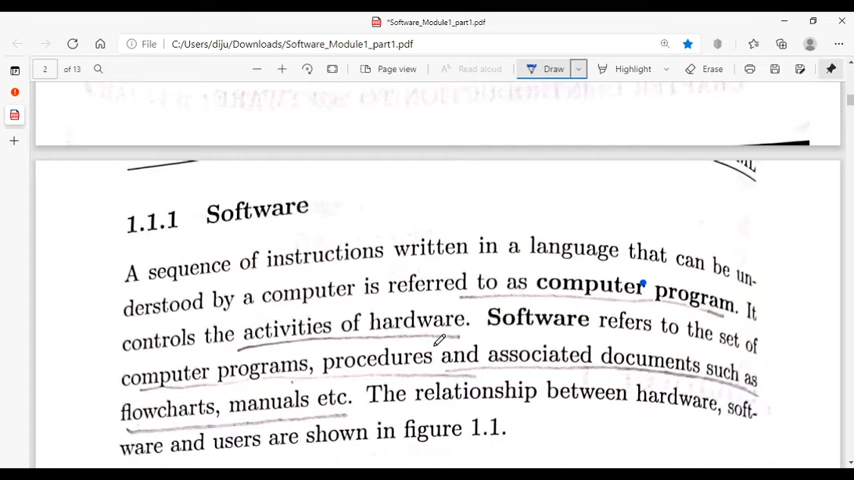 *Software_Module1_part1.pdf
File C:/Users/diju/Downloads/Software_Module1_part1.pdf
2 of 13 Page view Read aloud Draw Highlight Erase
1.1.1 Software
A sequence of instructions written in a language that can be un-
derstood by a computer is referred to as computer program. It
controls the activities of hardware. Software refers to the set of
computer programs, procedures and associated documents such as
flowcharts, manuals etc. The relationship between hardware, soft-
ware and users are shown in figure 1.1.